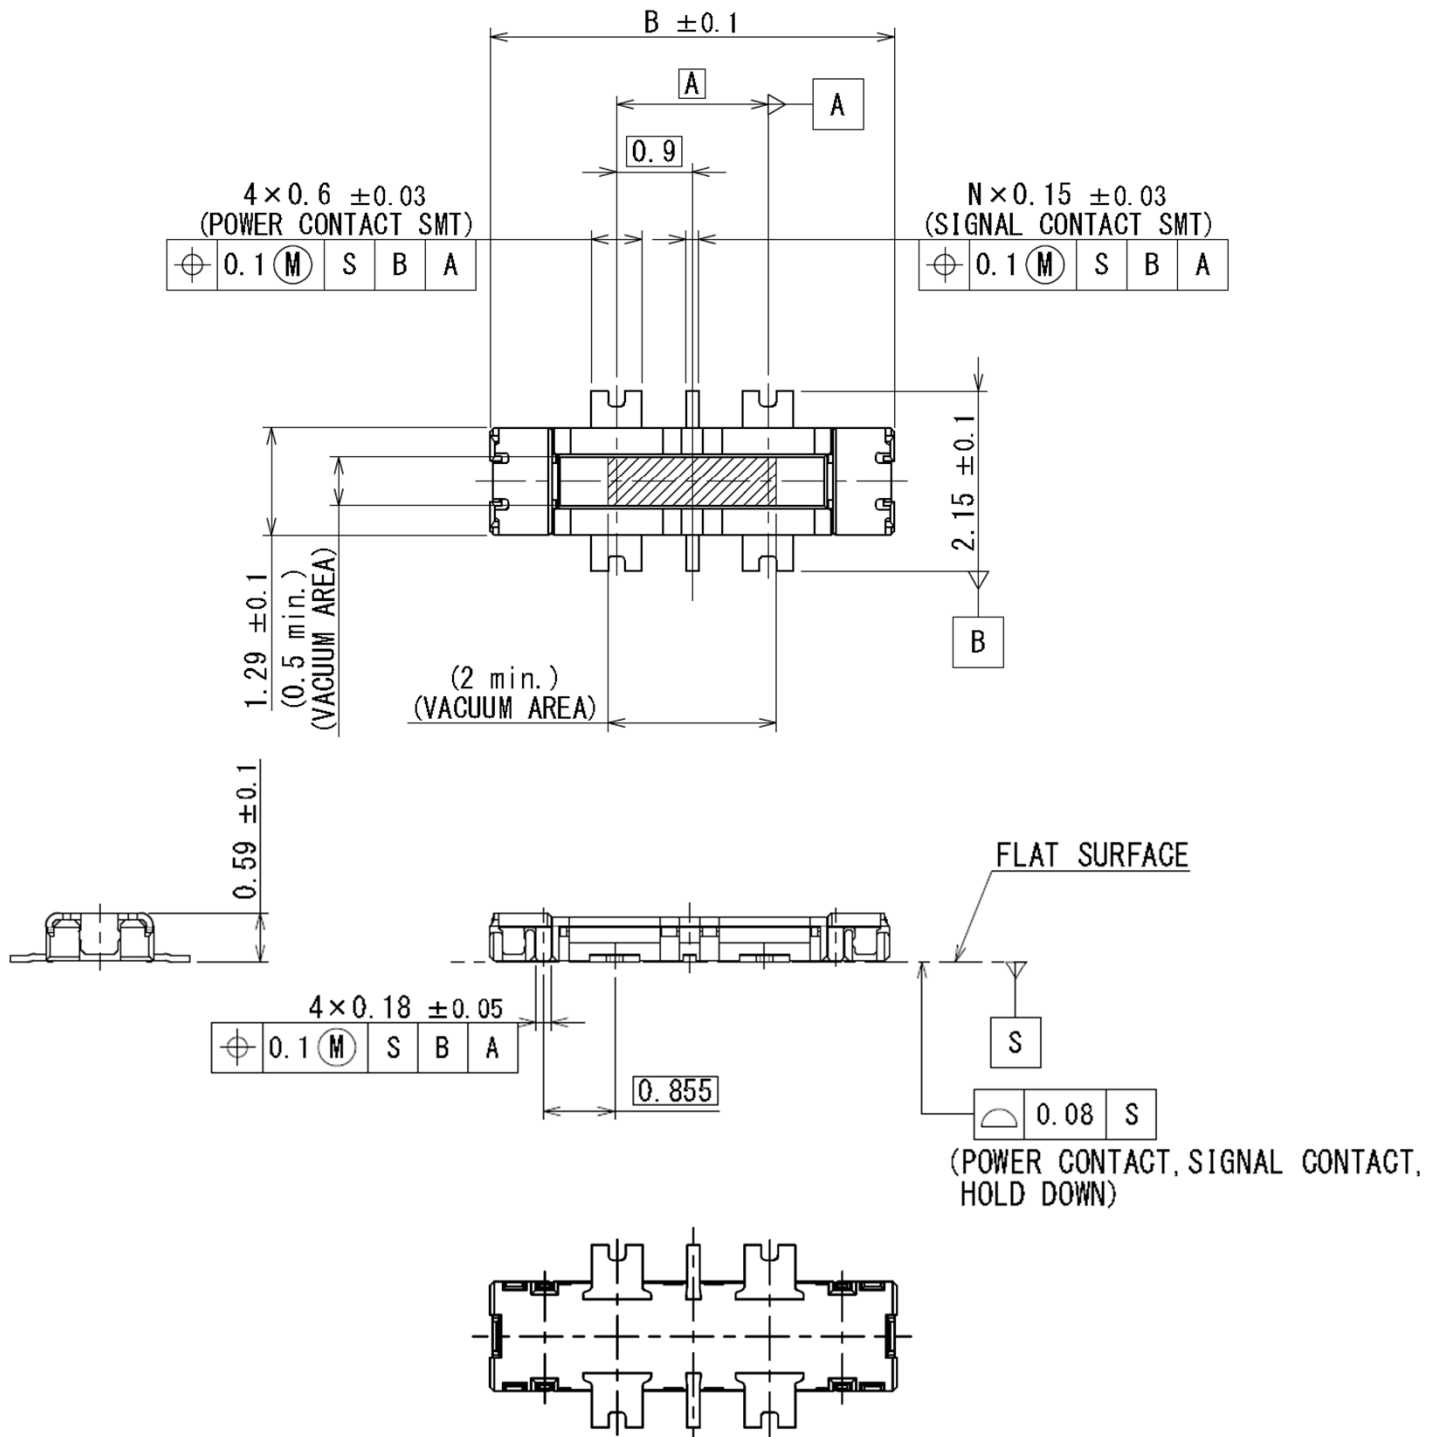 B ±0.1
A
A
0.9
4×0.6 ±0.03
(POWER CONTACT SMT)
0.1 M S B A
N×0.15 ±0.03
(SIGNAL CONTACT SMT)
0.1 M S B A
2.15 ±0.1
B
1.29 ±0.1
(0.5 min.)
(VACUUM AREA)
(2 min.)
(VACUUM AREA)
0.59 ±0.1
FLAT SURFACE
4×0.18 ±0.05
0.1 M S B A
S
0.855
0.08 S
(POWER CONTACT, SIGNAL CONTACT,
HOLD DOWN)